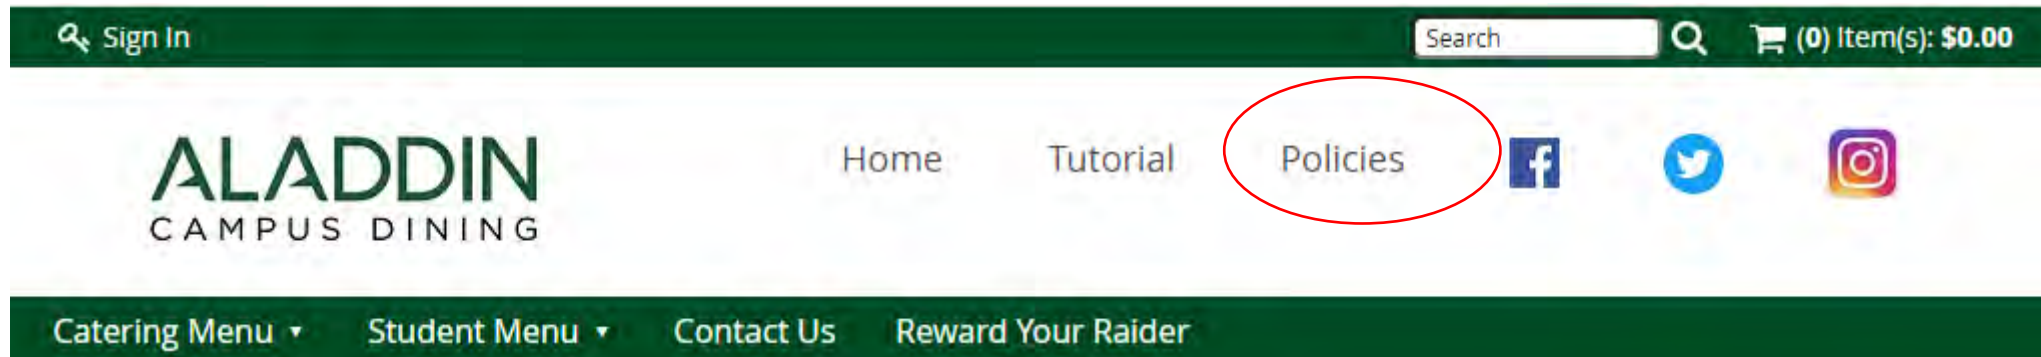 Sign In
Search
(0) Item(s): $0.00
ALADDIN
CAMPUS DINING
Home
Tutorial
Policies
Catering Menu
Student Menu
Contact Us
Reward Your Raider